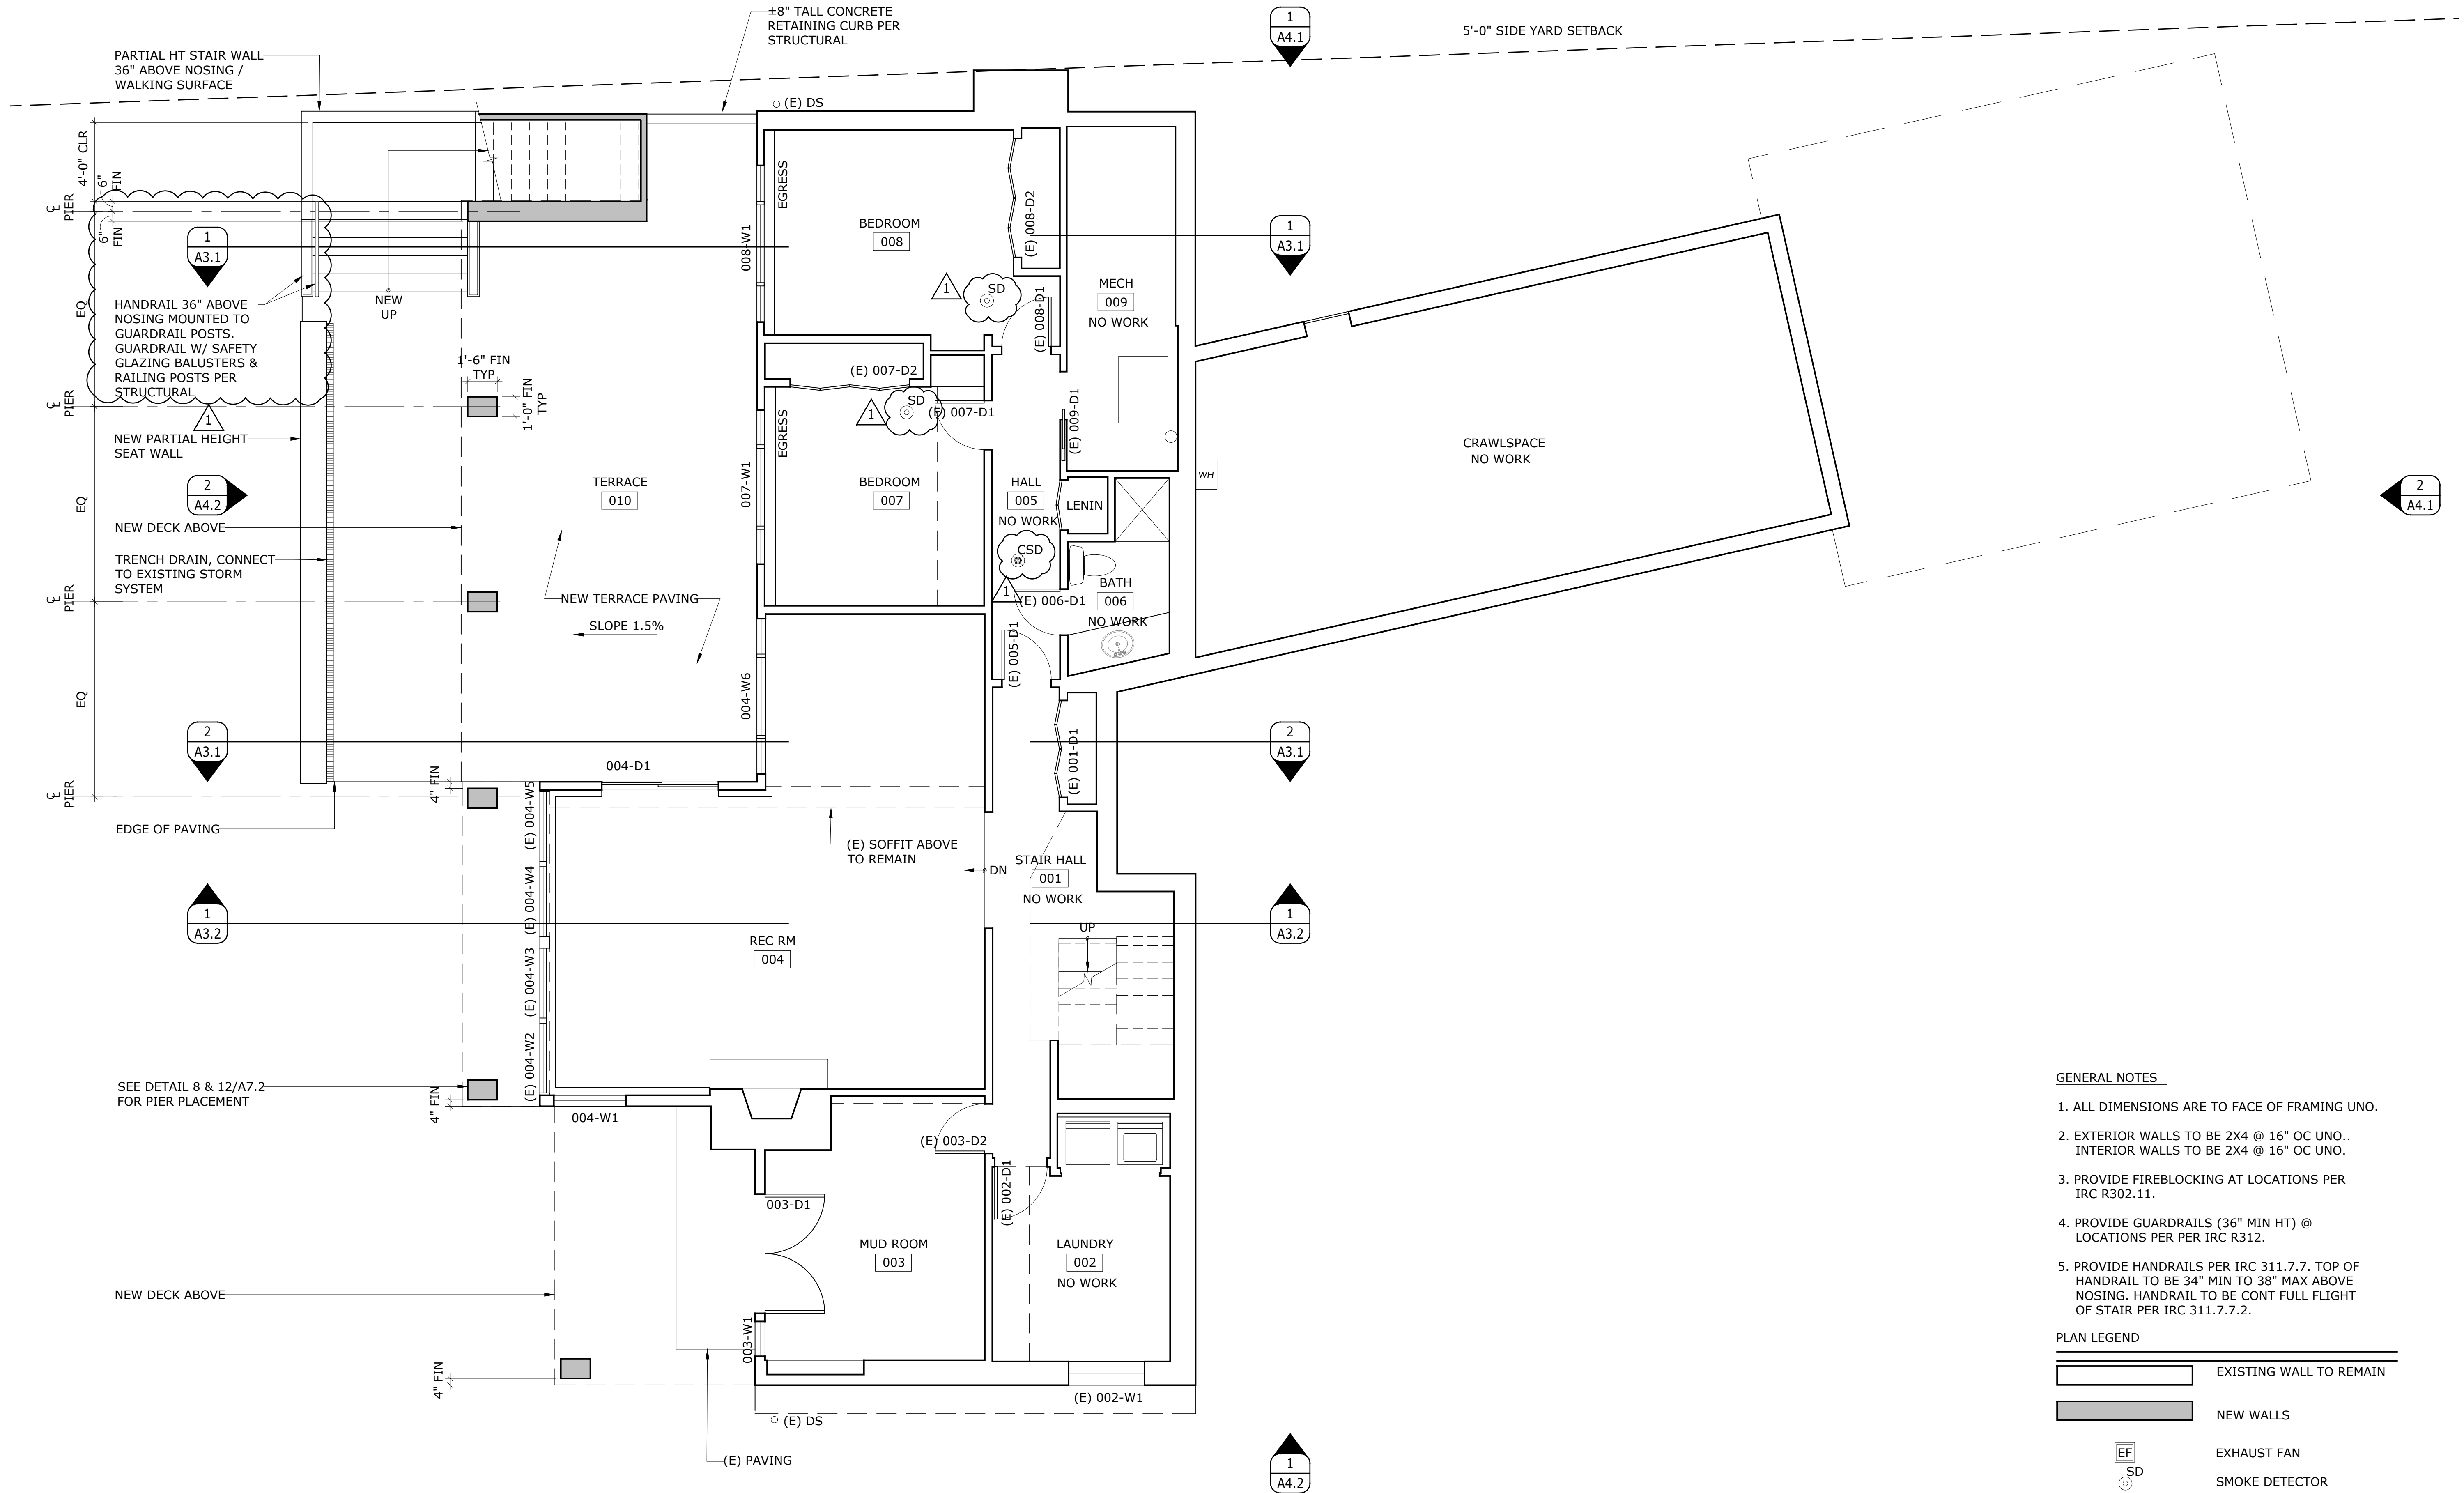 ±8" TALL CONCRETE
RETAINING CURB PER
STRUCTURAL
1
A4.1
5'-0" SIDE YARD SETBACK
PARTIAL HT STAIR WALL
36" ABOVE NOSING /
WALKING SURFACE
(E) DS
4'-0" CLR
6"
FIN
6"
FIN
CL
PIER
1
A3.1
EGRESS
008-W1
BEDROOM
008
(E) 008-D2
1
A3.1
HANDRAIL 36" ABOVE
NOSING MOUNTED TO
GUARDRAIL POSTS.
GUARDRAIL W/ SAFETY
GLAZING BALUSTERS &
RAILING POSTS PER
STRUCTURAL
1
EQ
NEW
UP
1
SD
(E) 008-D1
MECH
009
NO WORK
1'-6" FIN
TYP
1'-0" FIN
TYP
(E) 007-D2
1
SD
(E) 007-D1
(E) 009-D1
CL
PIER
NEW PARTIAL HEIGHT
SEAT WALL
EGRESS
007-W1
CRAWLSPACE
NO WORK
WH
2
A4.2
EQ
TERRACE
010
BEDROOM
007
HALL
005
NO WORK
LENIN
2
A4.1
NEW DECK ABOVE
TRENCH DRAIN, CONNECT
TO EXISTING STORM
SYSTEM
CSD
1
BATH
006
NO WORK
(E) 006-D1
CL
PIER
NEW TERRACE PAVING
SLOPE 1.5%
(E) 005-D1
004-W6
EQ
2
A3.1
2
A3.1
(E) 001-D1
004-D1
CL
PIER
4" FIN
(E) 004-W5
EDGE OF PAVING
(E) SOFFIT ABOVE
TO REMAIN
DN
STAIR HALL
001
NO WORK
(E) 004-W4
1
A3.2
1
A3.2
UP
REC RM
004
(E) 004-W3
(E) 004-W2
SEE DETAIL 8 & 12/A7.2
FOR PIER PLACEMENT
4" FIN
004-W1
(E) 003-D2
(E) 002-D1
003-D1
MUD ROOM
003
LAUNDRY
002
NO WORK
NEW DECK ABOVE
003-W1
4" FIN
(E) 002-W1
(E) DS
(E) PAVING
1
A4.2
GENERAL NOTES
1. ALL DIMENSIONS ARE TO FACE OF FRAMING UNO.
2. EXTERIOR WALLS TO BE 2X4 @ 16" OC UNO..
INTERIOR WALLS TO BE 2X4 @ 16" OC UNO.
3. PROVIDE FIREBLOCKING AT LOCATIONS PER
IRC R302.11.
4. PROVIDE GUARDRAILS (36" MIN HT) @
LOCATIONS PER PER IRC R312.
5. PROVIDE HANDRAILS PER IRC 311.7.7. TOP OF
HANDRAIL TO BE 34" MIN TO 38" MAX ABOVE
NOSING. HANDRAIL TO BE CONT FULL FLIGHT
OF STAIR PER IRC 311.7.7.2.
PLAN LEGEND
EXISTING WALL TO REMAIN
NEW WALLS
EF
EXHAUST FAN
SD
SMOKE DETECTOR